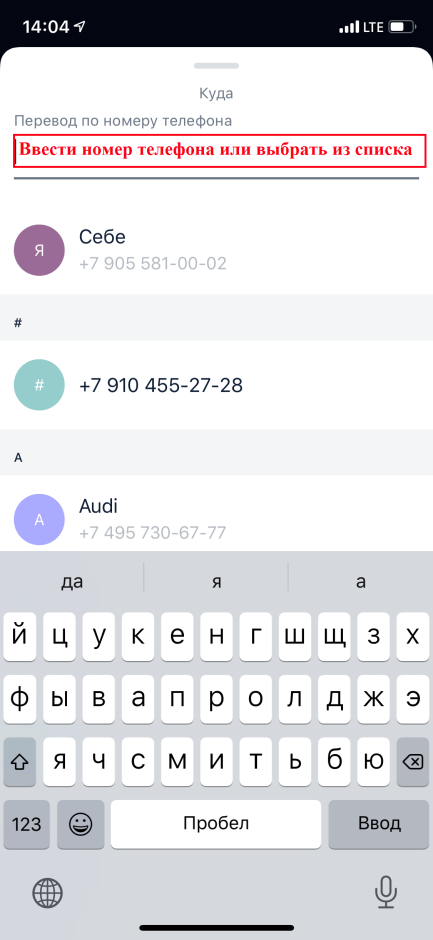 14:04 LTE
Куда
Перевод по номеру телефона
Ввести номер телефона или выбрать из списка
Я
Себе
+7 905 581-00-02
#
#
+7 910 455-27-28
A
A
Audi
+7 495 730-67-77
да я а
й ц у к е н г ш щ з х
ф ы в а п р о л д ж э
я ч с м и т ь б ю
123 Пробел Ввод